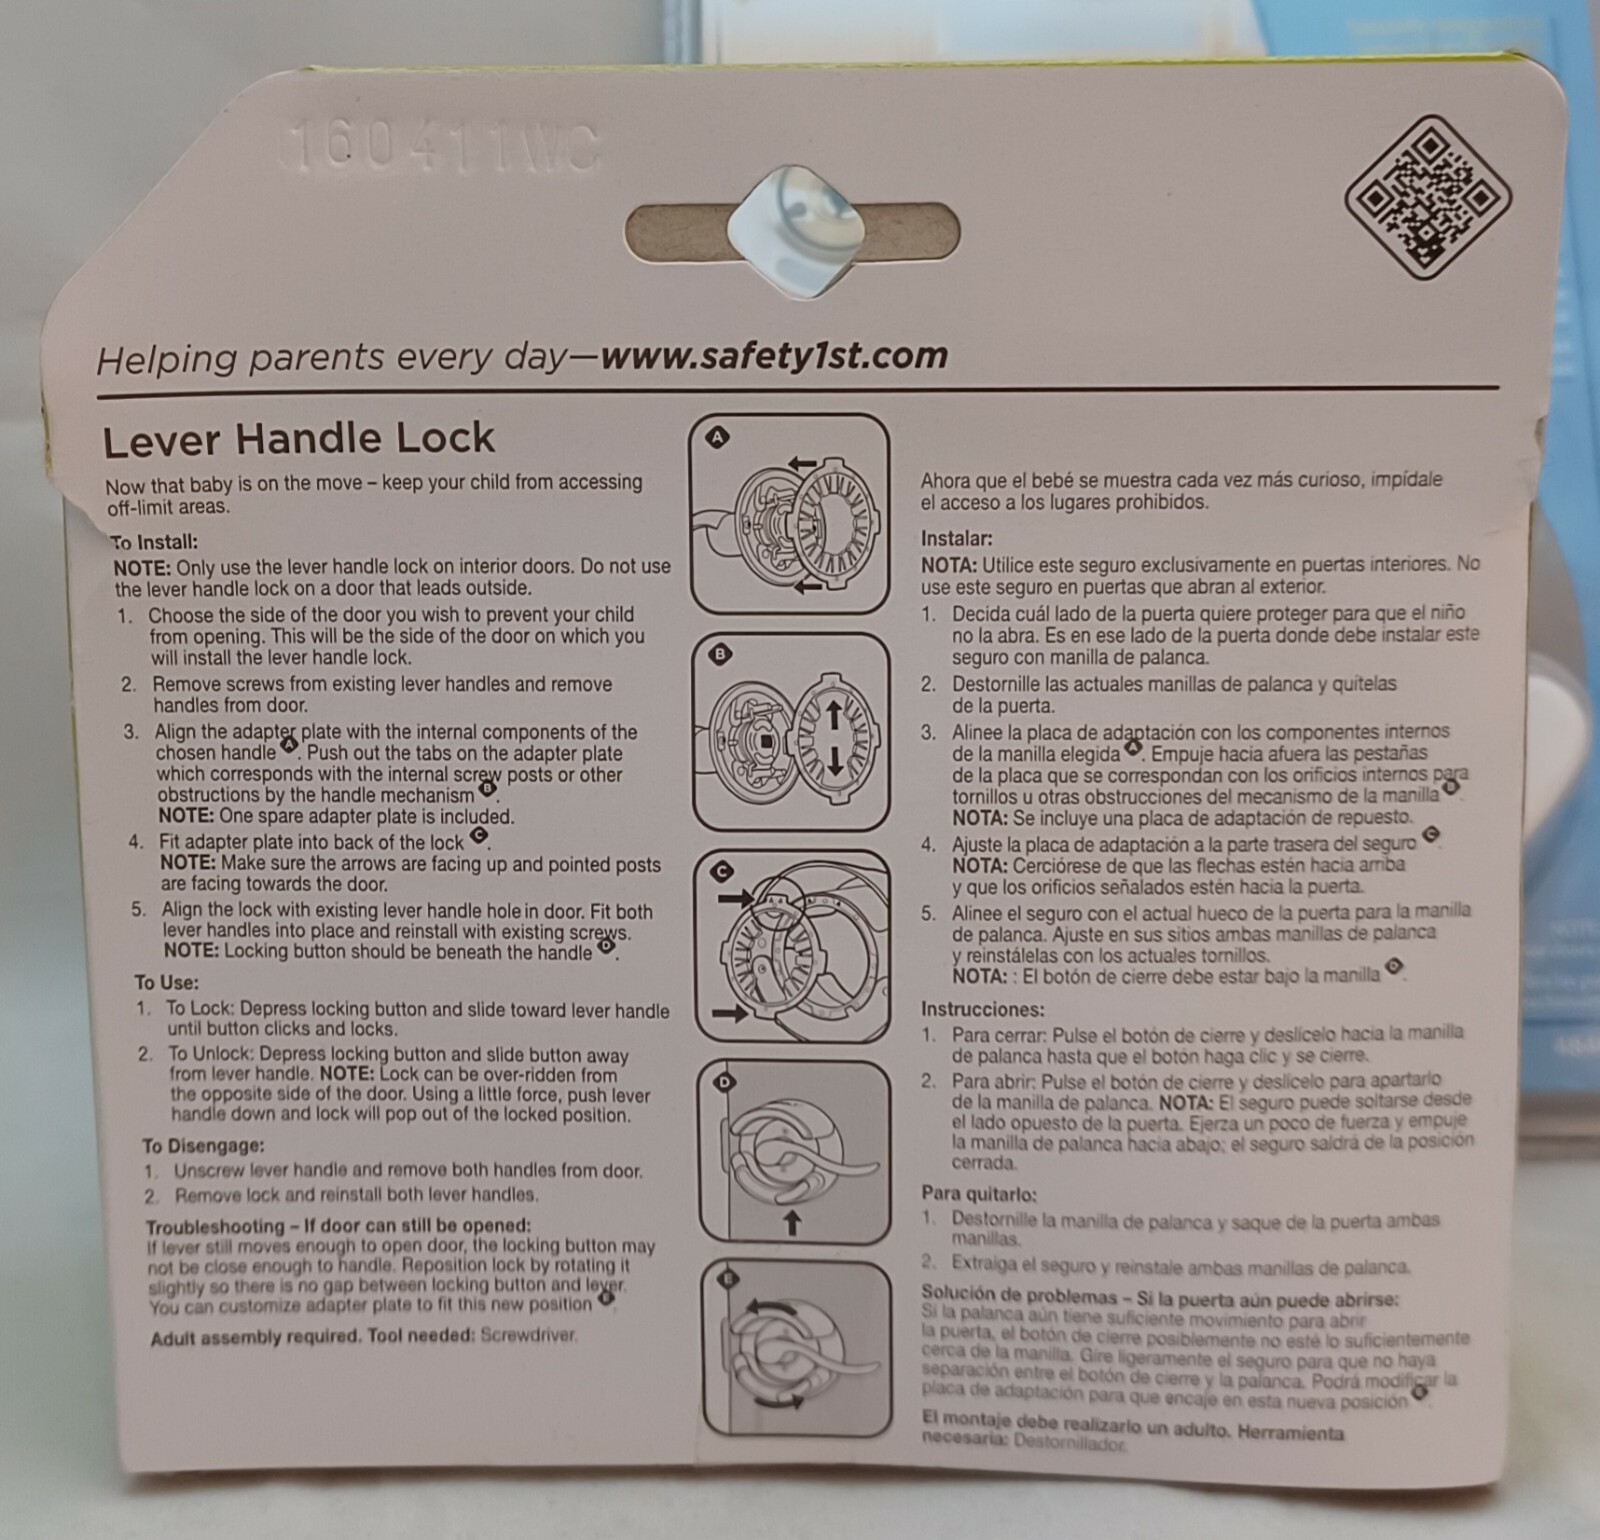 160411WC
Helping parents every day—www.safety1st.com
Lever Handle Lock
Now that baby is on the move – keep your child from accessing
off-limit areas.
To Install:
NOTE: Only use the lever handle lock on interior doors. Do not use
the lever handle lock on a door that leads outside.
1. Choose the side of the door you wish to prevent your child
from opening. This will be the side of the door on which you
will install the lever handle lock.
2. Remove screws from existing lever handles and remove
handles from door.
3. Align the adapter plate with the internal components of the
chosen handle A. Push out the tabs on the adapter plate
which corresponds with the internal screw posts or other
obstructions by the handle mechanism B.
NOTE: One spare adapter plate is included.
4. Fit adapter plate into back of the lock C.
NOTE: Make sure the arrows are facing up and pointed posts
are facing towards the door.
5. Align the lock with existing lever handle hole in door. Fit both
lever handles into place and reinstall with existing screws.
NOTE: Locking button should be beneath the handle D.
To Use:
1. To Lock: Depress locking button and slide toward lever handle
until button clicks and locks.
2. To Unlock: Depress locking button and slide button away
from lever handle. NOTE: Lock can be over-ridden from
the opposite side of the door. Using a little force, push lever
handle down and lock will pop out of the locked position.
To Disengage:
1. Unscrew lever handle and remove both handles from door.
2. Remove lock and reinstall both lever handles.
Troubleshooting – If door can still be opened:
If lever still moves enough to open door, the locking button may
not be close enough to handle. Reposition lock by rotating it
slightly so there is no gap between locking button and lever.
You can customize adapter plate to fit this new position E.
Adult assembly required. Tool needed: Screwdriver.
A
B
C
D
E
Ahora que el bebé se muestra cada vez más curioso, impídale
el acceso a los lugares prohibidos.
Instalar:
NOTA: Utilice este seguro exclusivamente en puertas interiores. No
use este seguro en puertas que abran al exterior.
1. Decida cuál lado de la puerta quiere proteger para que el niño
no la abra. Es en ese lado de la puerta donde debe instalar este
seguro con manilla de palanca.
2. Destornille las actuales manillas de palanca y quítelas
de la puerta.
3. Alinee la placa de adaptación con los componentes internos
de la manilla elegida A. Empuje hacia afuera las pestañas
de la placa que se correspondan con los orificios internos para
tornillos u otras obstrucciones del mecanismo de la manilla B.
NOTA: Se incluye una placa de adaptación de repuesto.
4. Ajuste la placa de adaptación a la parte trasera del seguro C.
NOTA: Cerciórese de que las flechas estén hacia arriba
y que los orificios señalados estén hacia la puerta.
5. Alinee el seguro con el actual hueco de la puerta para la manilla
de palanca. Ajuste en sus sitios ambas manillas de palanca
y reinstálelas con los actuales tornillos.
NOTA: : El botón de cierre debe estar bajo la manilla D.
Instrucciones:
1. Para cerrar: Pulse el botón de cierre y deslícelo hacia la manilla
de palanca hasta que el botón haga clic y se cierre.
2. Para abrir: Pulse el botón de cierre y deslícelo para apartarlo
de la manilla de palanca. NOTA: El seguro puede soltarse desde
el lado opuesto de la puerta. Ejerza un poco de fuerza y empuje
la manilla de palanca hacia abajo; el seguro saldrá de la posición
cerrada.
Para quitarlo:
1. Destornille la manilla de palanca y saque de la puerta ambas
manillas.
2. Extraiga el seguro y reinstale ambas manillas de palanca.
Solución de problemas – Si la puerta aún puede abrirse:
Si la palanca aún tiene suficiente movimiento para abrir
la puerta, el botón de cierre posiblemente no esté lo suficientemente
cerca de la manilla. Gire ligeramente el seguro para que no haya
separación entre el botón de cierre y la palanca. Podrá modificar la
placa de adaptación para que encaje en esta nueva posición E.
El montaje debe realizarlo un adulto. Herramienta
necesaria: Destornillador.